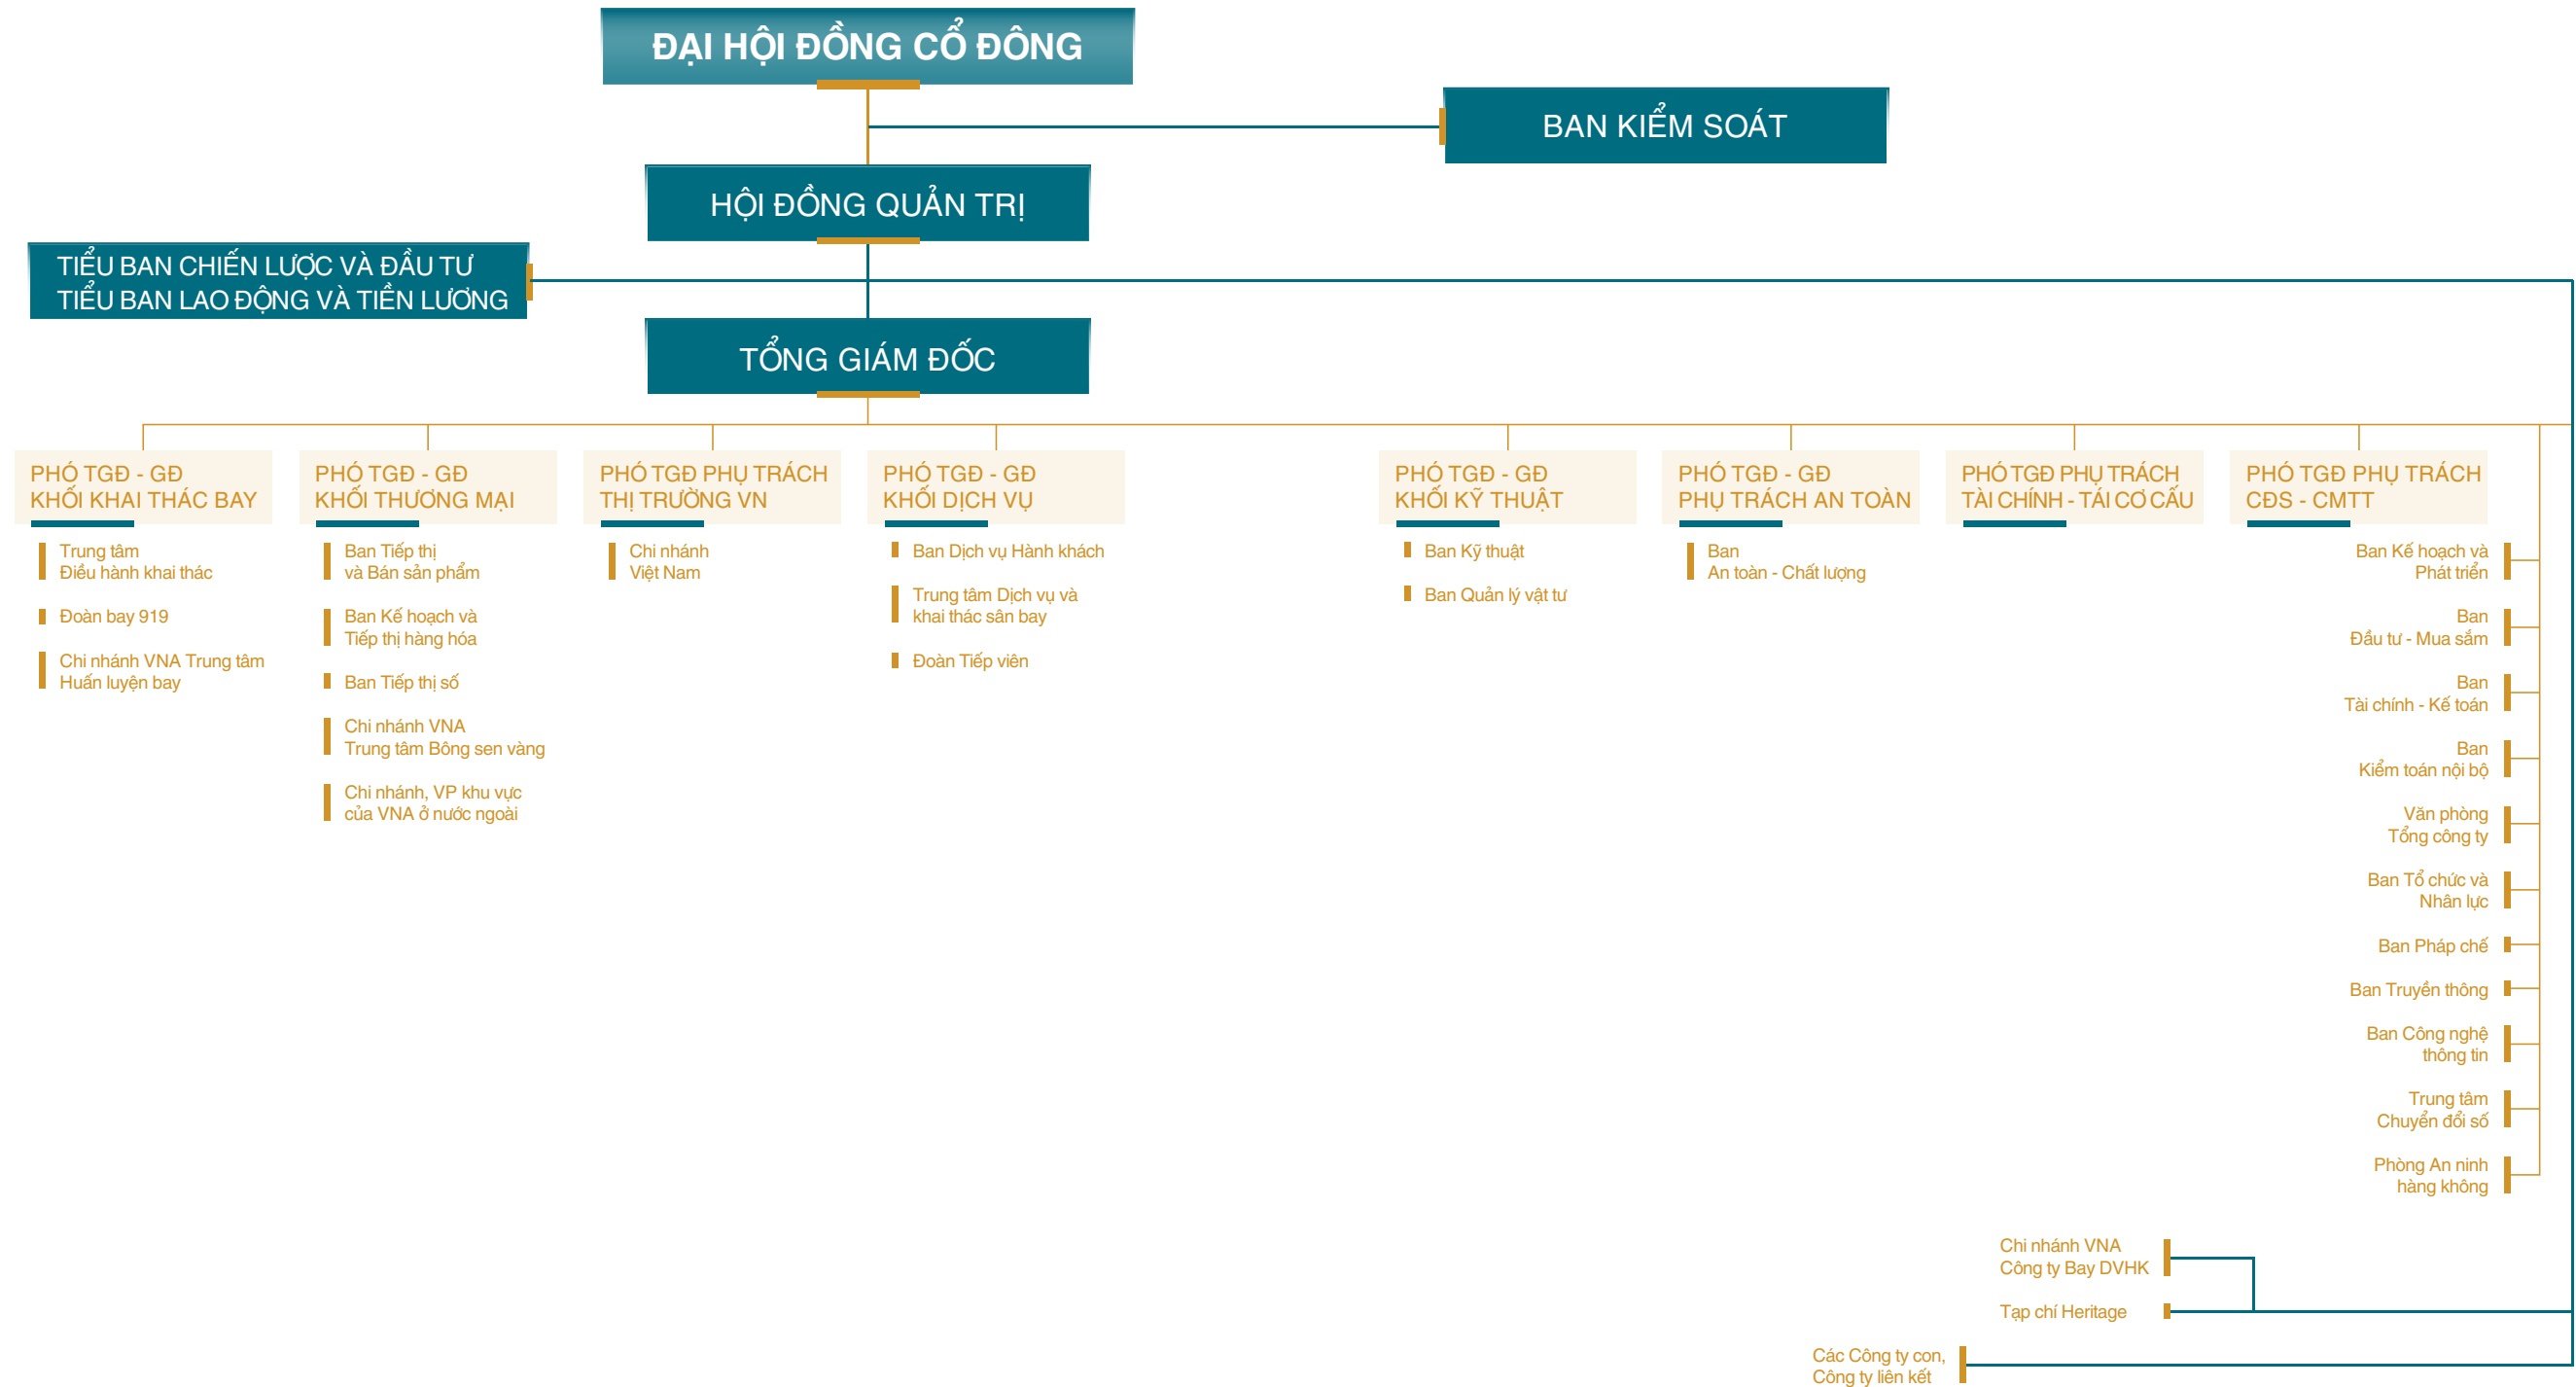 ĐẠI HỘI ĐỒNG CỔ ĐÔNG
BAN KIỂM SOÁT
HỘI ĐỒNG QUẢN TRỊ
TIỂU BAN CHIẾN LƯỢC VÀ ĐẦU TƯ
TIỂU BAN LAO ĐỘNG VÀ TIỀN LƯƠNG
TỔNG GIÁM ĐỐC
PHÓ TGĐ - GĐ
KHỐI KHAI THÁC BAY
Trung tâm
Điều hành khai thác
Đoàn bay 919
Chi nhánh VNA Trung tâm
Huấn luyện bay
PHÓ TGĐ - GĐ
KHỐI THƯƠNG MẠI
Ban Tiếp thị
và Bán sản phẩm
Ban Kế hoạch và
Tiếp thị hàng hóa
Ban Tiếp thị số
Chi nhánh VNA
Trung tâm Bông sen vàng
Chi nhánh, VP khu vực
của VNA ở nước ngoài
PHÓ TGĐ PHỤ TRÁCH
THỊ TRƯỜNG VN
Chi nhánh
Việt Nam
PHÓ TGĐ - GĐ
KHỐI DỊCH VỤ
Ban Dịch vụ Hành khách
Trung tâm Dịch vụ và
khai thác sân bay
Đoàn Tiếp viên
PHÓ TGĐ - GĐ
KHỐI KỸ THUẬT
Ban Kỹ thuật
Ban Quản lý vật tư
PHÓ TGĐ - GĐ
PHỤ TRÁCH AN TOÀN
Ban
An toàn - Chất lượng
PHÓ TGĐ PHỤ TRÁCH
TÀI CHÍNH - TÁI CƠ CẤU
PHÓ TGĐ PHỤ TRÁCH
CĐS - CMTT
Ban Kế hoạch và
Phát triển
Ban
Đầu tư - Mua sắm
Ban
Tài chính - Kế toán
Ban
Kiểm toán nội bộ
Văn phòng
Tổng công ty
Ban Tổ chức và
Nhân lực
Ban Pháp chế
Ban Truyền thông
Ban Công nghệ
thông tin
Trung tâm
Chuyển đổi số
Phòng An ninh
hàng không
Chi nhánh VNA
Công ty Bay DVHK
Tạp chí Heritage
Các Công ty con,
Công ty liên kết